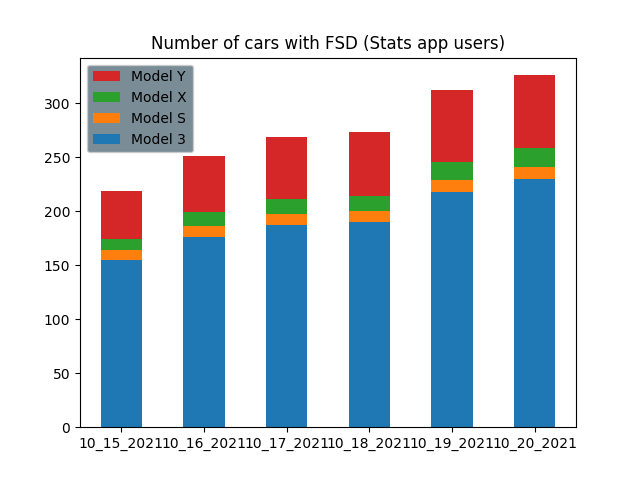 Number of cars with FSD (Stats app users)
Model Y
Model X
Model S
Model 3
300
250
200
150
100
50
0
10_15_2021 10_16_2021 10_17_2021 10_18_2021 10_19_2021 10_20_2021